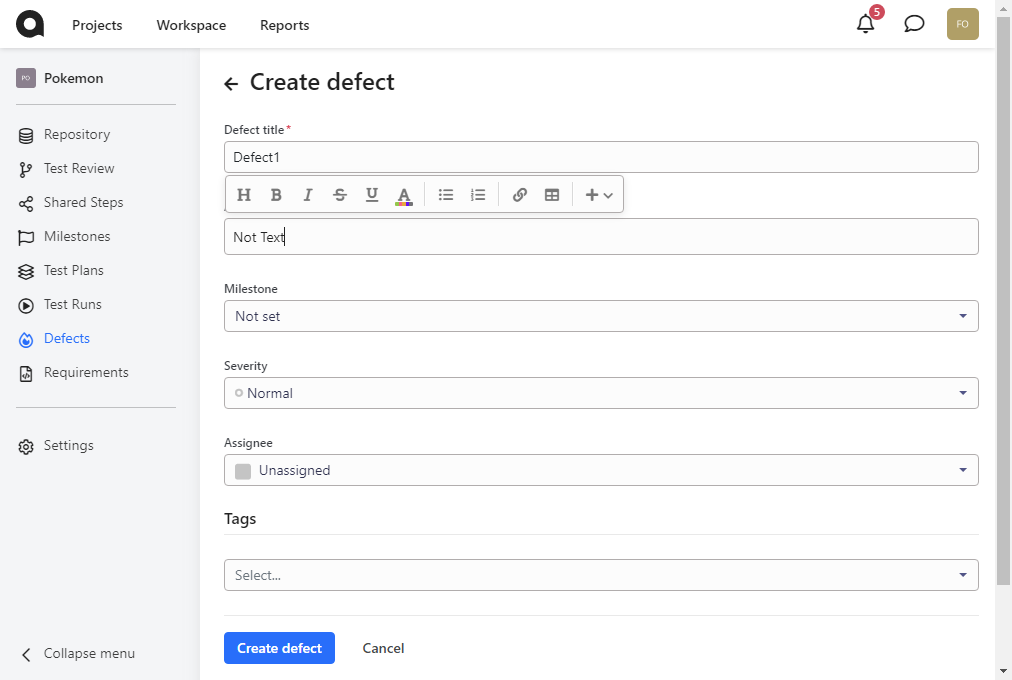 Projects
Workspace
Reports
5
FO
PO
Pokemon
Repository
Test Review
Shared Steps
Milestones
Test Plans
Test Runs
Defects
Requirements
Settings
Collapse menu
Create defect
Defect title*
Defect1
H B I S U A
Not Text
Milestone
Not set
Severity
Normal
Assignee
Unassigned
Tags
Select...
Create defect
Cancel